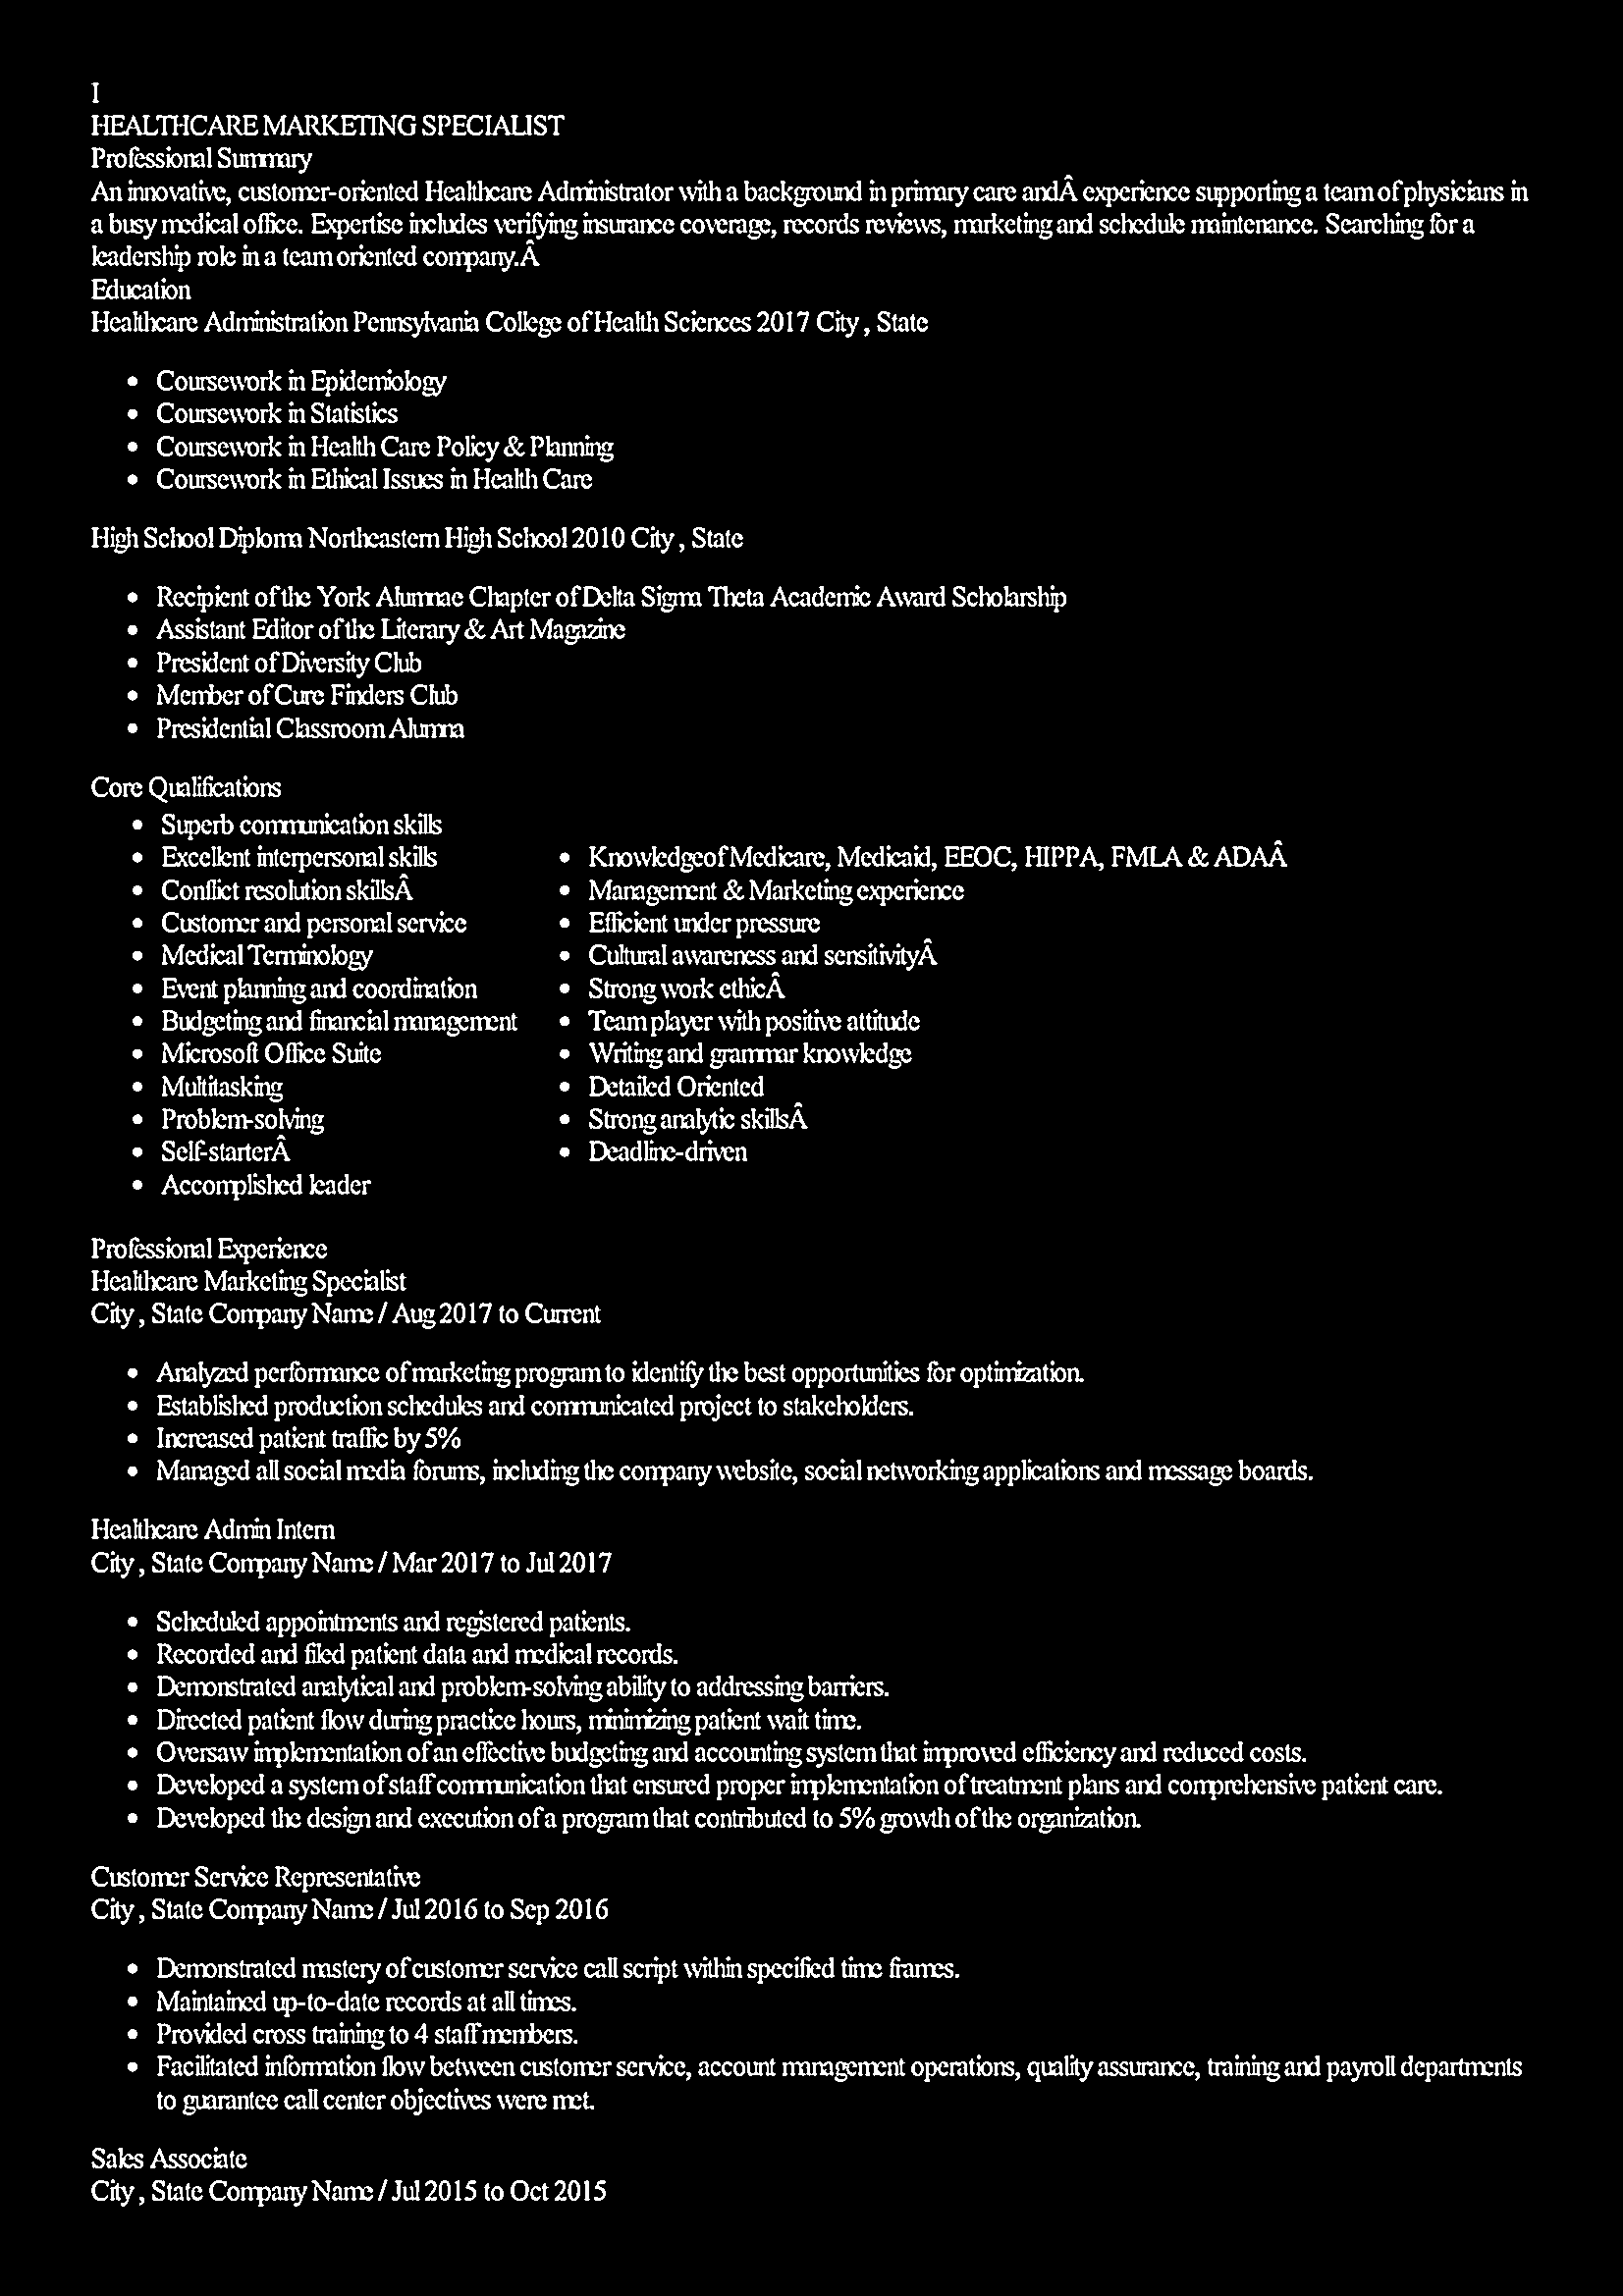 I
HEALTHCARE MARKETING SPECIALIST
Professional Summary
An innovative, customer-oriented Healthcare Administrator with a background in primary care andÂ experience supporting a team of physicians in
a busy medical office. Expertise includes verifying insurance coverage, records reviews, marketing and schedule maintenance. Searching for a
leadership role in a team oriented company.Â
Education
Healthcare Administration Pennsylvania College of Health Sciences 2017 City , State
• Coursework in Epidemiology
• Coursework in Statistics
• Coursework in Health Care Policy & Planning
• Coursework in Ethical Issues in Health Care
High School Diploma Northeastern High School 2010 City , State
• Recipient of the York Alumnae Chapter of Delta Sigma Theta Academic Award Scholarship
• Assistant Editor of the Literary & Art Magazine
• President of Diversity Club
• Member of Cure Finders Club
• Presidential Classroom Alumna
Core Qualifications
• Superb communication skills
• Excellent interpersonal skills
• Conflict resolution skillsÂ
• Customer and personal service
• Medical Terminology
• Event planning and coordination
• Budgeting and financial management
• Microsoft Office Suite
• Multitasking
• Problem-solving
• Self-starterÂ
• Accomplished leader
• KnowledgeofMedicare, Medicaid, EEOC, HIPPA, FMLA & ADAÂ
• Management & Marketing experience
• Efficient under pressure
• Cultural awareness and sensitivityÂ
• Strong work ethicÂ
• Team player with positive attitude
• Writing and grammar knowledge
• Detailed Oriented
• Strong analytic skillsÂ
• Deadline-driven
Professional Experience
Healthcare Marketing Specialist
City , State Company Name / Aug 2017 to Current
• Analyzed performance of marketing program to identify the best opportunities for optimization.
• Established production schedules and communicated project to stakeholders.
• Increased patient traffic by 5%
• Managed all social media forums, including the company website, social networking applications and message boards.
Healthcare Admin Intern
City , State Company Name / Mar 2017 to Jul 2017
• Scheduled appointments and registered patients.
• Recorded and filed patient data and medical records.
• Demonstrated analytical and problem-solving ability to addressing barriers.
• Directed patient flow during practice hours, minimizing patient wait time.
• Oversaw implementation of an effective budgeting and accounting system that improved efficiency and reduced costs.
• Developed a system of staff communication that ensured proper implementation of treatment plans and comprehensive patient care.
• Developed the design and execution of a program that contributed to 5% growth of the organization.
Customer Service Representative
City , State Company Name / Jul 2016 to Sep 2016
• Demonstrated mastery of customer service call script within specified time frames.
• Maintained up-to-date records at all times.
• Provided cross training to 4 staff members.
• Facilitated information flow between customer service, account management operations, quality assurance, training and payroll departments
to guarantee call center objectives were met.
Sales Associate
City , State Company Name / Jul 2015 to Oct 2015